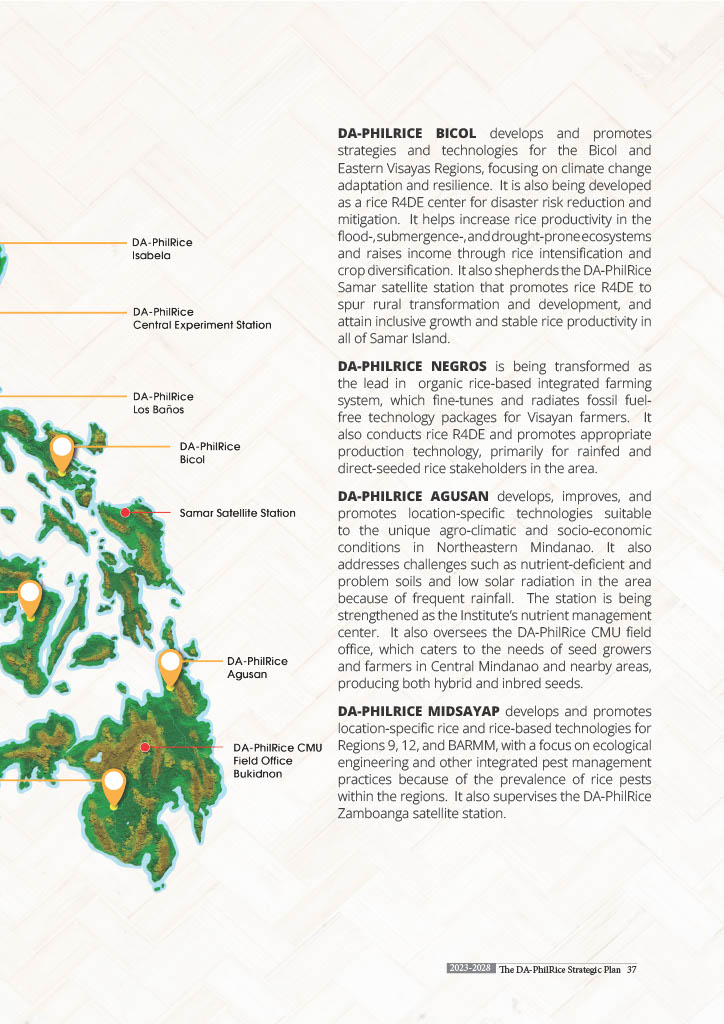 DA-PhilRice
Isabela
DA-PhilRice
Central Experiment Station
DA-PhilRice
Los Baños
DA-PhilRice
Bicol
Samar Satellite Station
DA-PhilRice
Agusan
DA-PhilRice CMU
Field Office
Bukidnon
DA-PHILRICE BICOL develops and promotes
strategies and technologies for the Bicol and
Eastern Visayas Regions, focusing on climate change
adaptation and resilience. It is also being developed
as a rice R4DE center for disaster risk reduction and
mitigation. It helps increase rice productivity in the
flood-, submergence-, and drought-prone ecosystems
and raises income through rice intensification and
crop diversification. It also shepherds the DA-PhilRice
Samar satellite station that promotes rice R4DE to
spur rural transformation and development, and
attain inclusive growth and stable rice productivity in
all of Samar Island.
DA-PHILRICE NEGROS is being transformed as
the lead in organic rice-based integrated farming
system, which fine-tunes and radiates fossil fuel-
free technology packages for Visayan farmers. It
also conducts rice R4DE and promotes appropriate
production technology, primarily for rainfed and
direct-seeded rice stakeholders in the area.
DA-PHILRICE AGUSAN develops, improves, and
promotes location-specific technologies suitable
to the unique agro-climatic and socio-economic
conditions in Northeastern Mindanao. It also
addresses challenges such as nutrient-deficient and
problem soils and low solar radiation in the area
because of frequent rainfall. The station is being
strengthened as the Institute's nutrient management
center. It also oversees the DA-PhilRice CMU field
office, which caters to the needs of seed growers
and farmers in Central Mindanao and nearby areas,
producing both hybrid and inbred seeds.
DA-PHILRICE MIDSAYAP develops and promotes
location-specific rice and rice-based technologies for
Regions 9, 12, and BARMM, with a focus on ecological
engineering and other integrated pest management
practices because of the prevalence of rice pests
within the regions. It also supervises the DA-PhilRice
Zamboanga satellite station.
2023-2028 The DA-PhilRice Strategic Plan 37